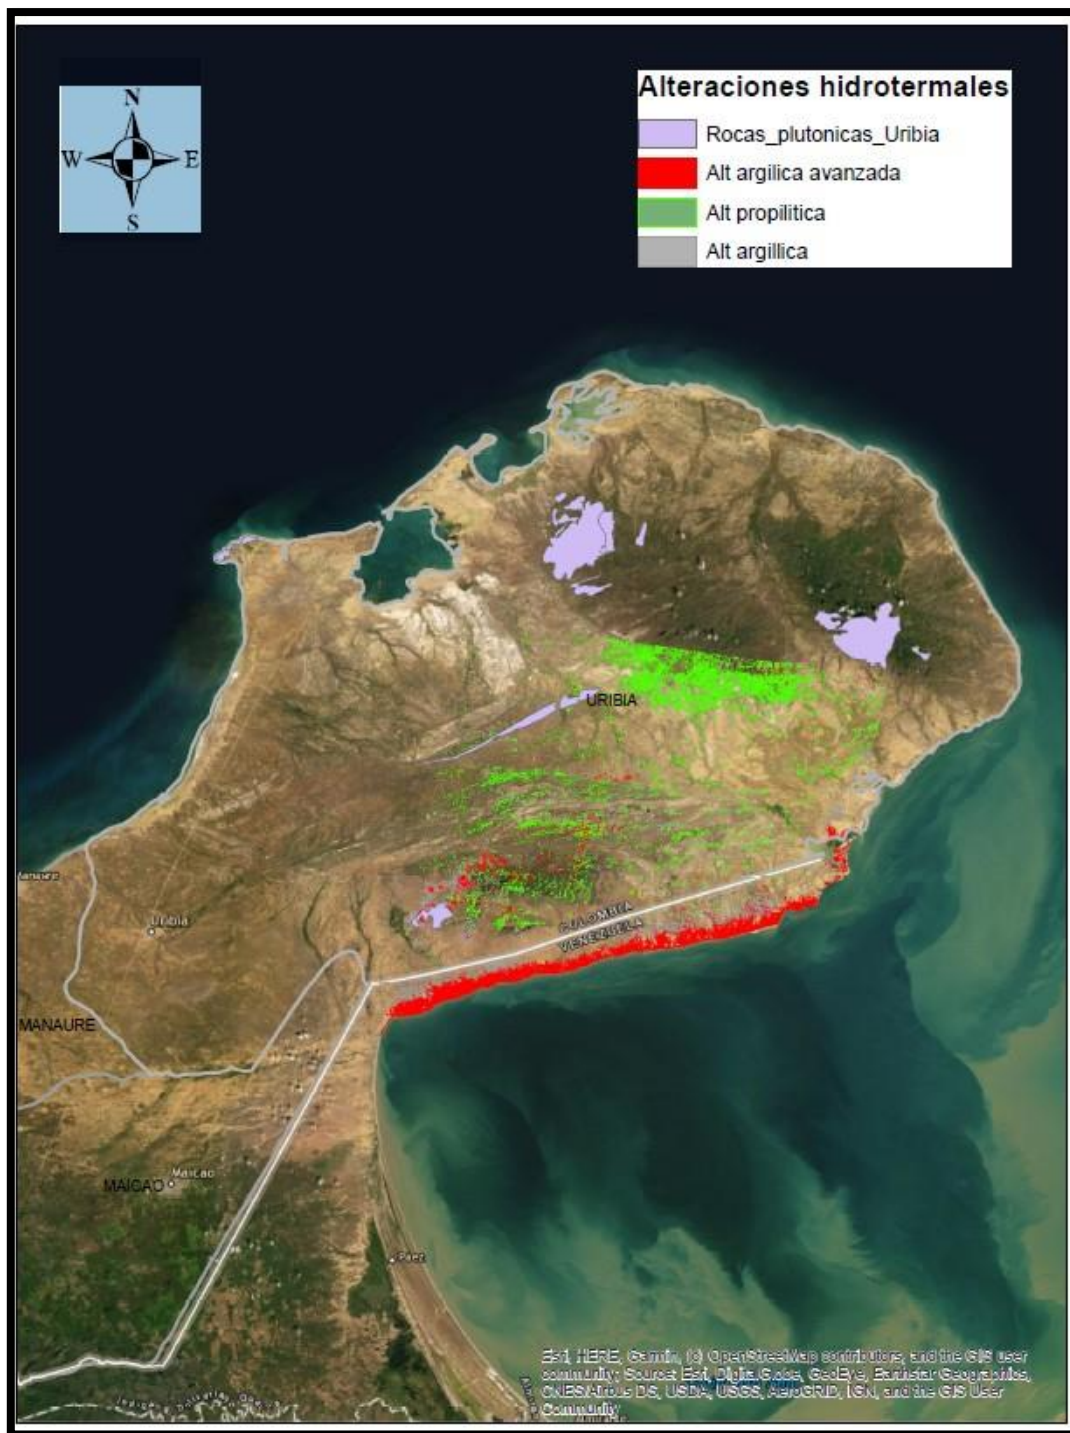 N
W E
S
Alteraciones hidrotermales
Rocas_plutonicas_Uribia
Alt argilica avanzada
Alt propilitica
Alt argillica
URIBIA
COLOMBIA
VENEZUELA
Manaure
Uribia
MANAURE
Maicao
MAICAO
Páez
Esri, HERE, Garmin, (c) OpenStreetMap contributors, and the GIS user
community; Source: Esri, DigitalGlobe, GeoEye, Earthstar Geographics,
CNES/Airbus DS, USDA, USGS, AeroGRID, IGN, and the GIS User
Community